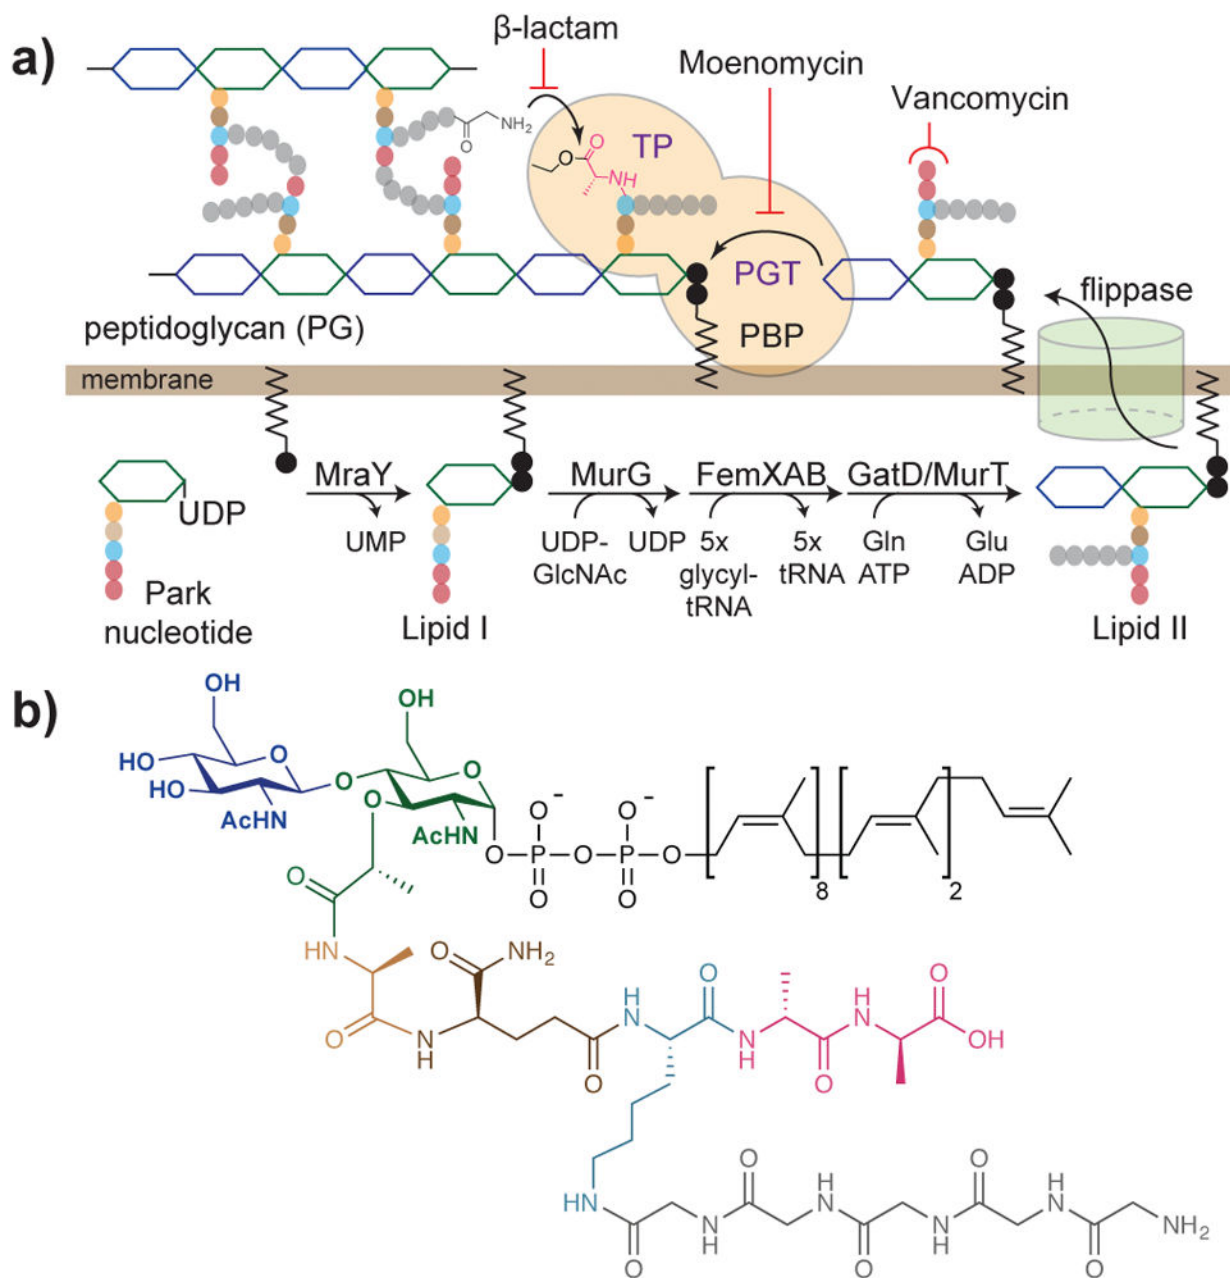 a)
β-lactam
Moenomycin
Vancomycin
NH2
O
O
O
NH
TP
PGT
PBP
flippase
peptidoglycan (PG)
membrane
UDP
Park
nucleotide
MraY
UMP
Lipid I
MurG
UDP-
GlcNAc
UDP
FemXAB
5x
glycyl-
tRNA
5x
tRNA
GatD/MurT
Gln
ATP
Glu
ADP
Lipid II
b)
OH
OH
HO
HO
O
AcHN
O
O
O
AcHN
O
O
P
O
O−
O
P
O
O−
O
8
2
O
HN
O
O
NH2
N
H
O
H
N
O
N
H
O
H
N
O
OH
HN
O
N
H
O
H
N
O
N
H
O
H
N
O
NH2